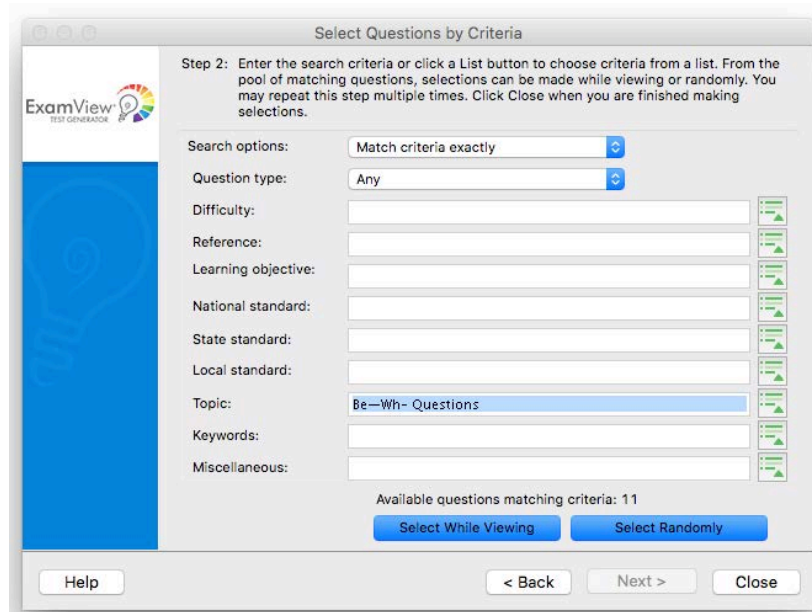 Select Questions by Criteria
ExamView
TEST GENERATOR
Step 2: Enter the search criteria or click a List button to choose criteria from a list. From the
pool of matching questions, selections can be made while viewing or randomly. You
may repeat this step multiple times. Click Close when you are finished making
selections.
Search options: Match criteria exactly
Question type: Any
Difficulty:
Reference:
Learning objective:
National standard:
State standard:
Local standard:
Topic: Be—Wh- Questions
Keywords:
Miscellaneous:
Available questions matching criteria: 11
Select While Viewing Select Randomly
Help < Back Next > Close